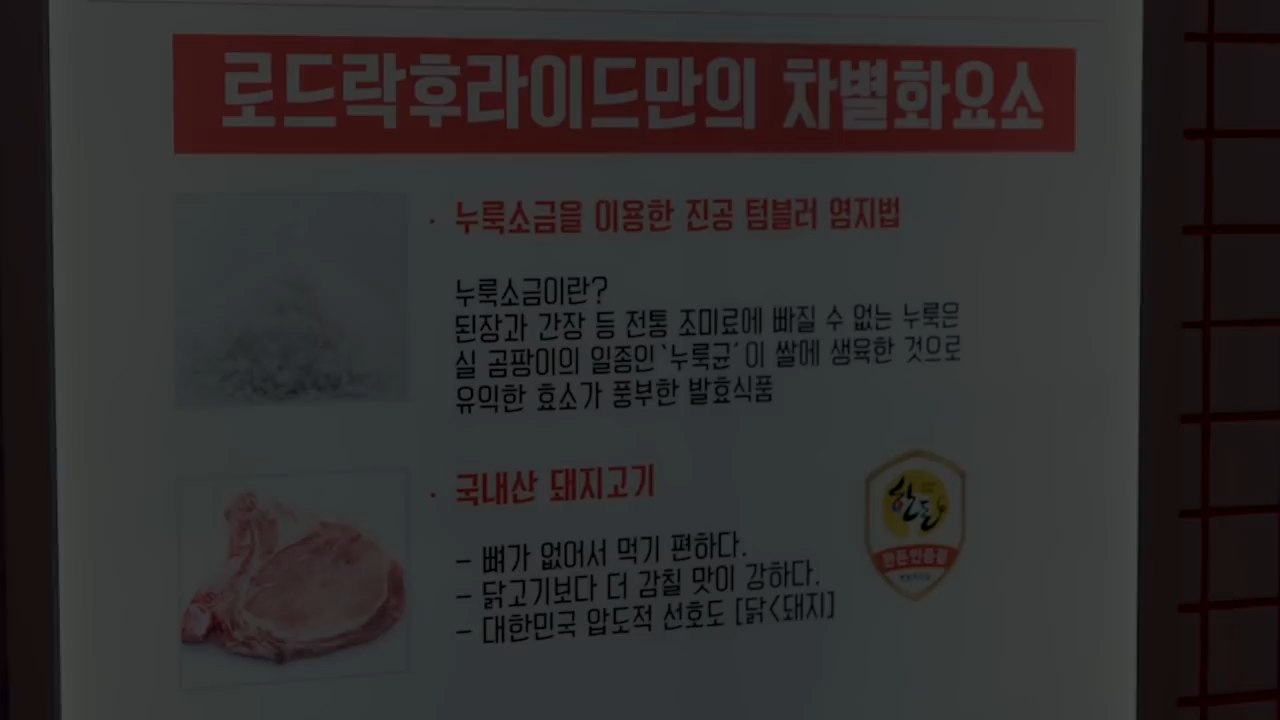 로드락후라이드만의 차별화요소
· 누룩소금을 이용한 진공 텀블러 염지법
누룩소금이란?
된장과 간장 등 전통 조미료에 빠질 수 없는 누룩은
실 곰팡이의 일종인 '누룩균' 이 쌀에 생육한 것으로
유익한 효소가 풍부한 발효식품
· 국내산 돼지고기
한돈
한돈인증점
- 뼈가 없어서 먹기 편하다.
- 닭고기보다 더 감칠 맛이 강하다.
- 대한민국 압도적 선호도 [닭<돼지]